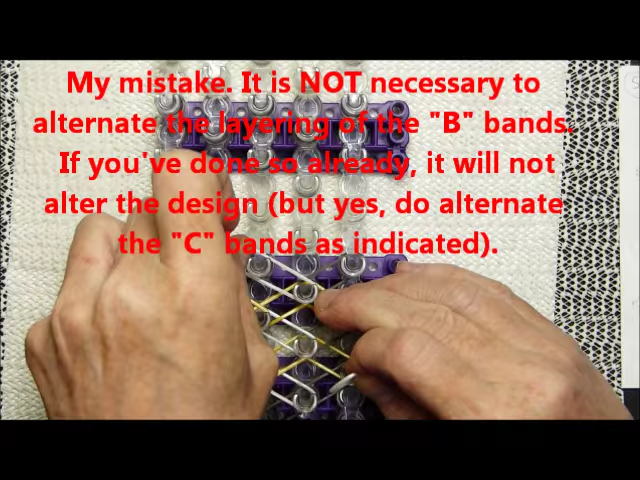 My mistake. It is NOT necessary to
alternate the layering of the "B" bands.
If you've done so already, it will not
alter the design (but yes, do alternate
the "C" bands as indicated).